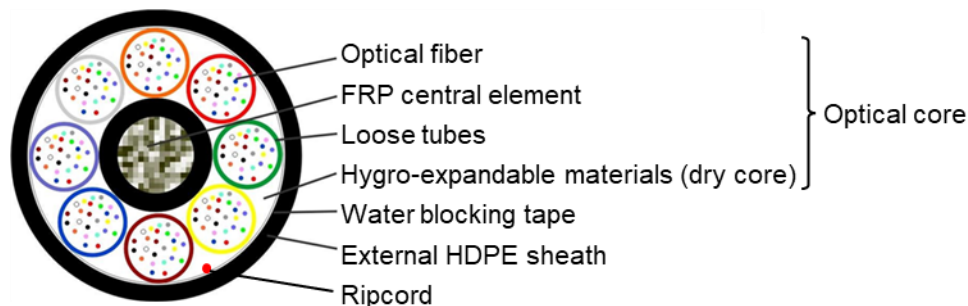 Optical fiber
FRP central element
Loose tubes
Hygro-expandable materials (dry core)
Optical core
Water blocking tape
External HDPE sheath
Ripcord